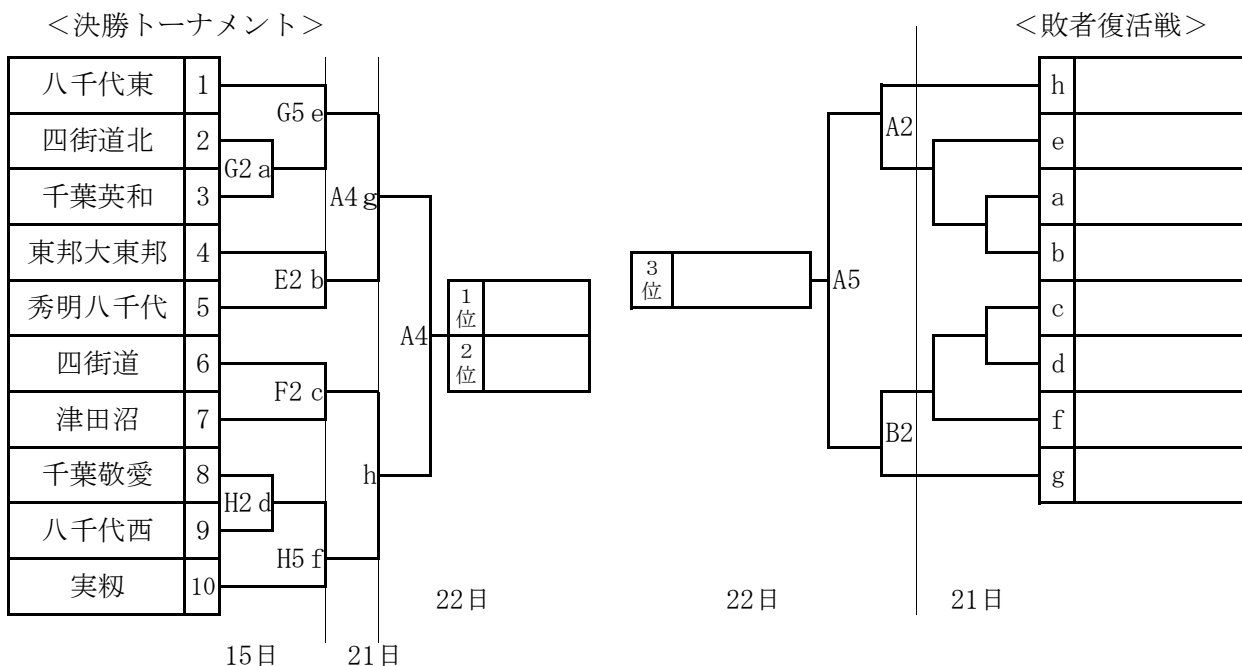 ＜決勝トーナメント＞
＜敗者復活戦＞
八千代東 1
四街道北 2
千葉英和 3
東邦大東邦 4
秀明八千代 5
四街道 6
津田沼 7
千葉敬愛 8
八千代西 9
実籾 10
G5 e
G2 a
A4 g
E2 b
A4
F2 c
h
H2 d
H5 f
1位
2位
3位
A5
A2
B2
h
e
a
b
c
d
f
g
22日
22日
21日
15日
21日